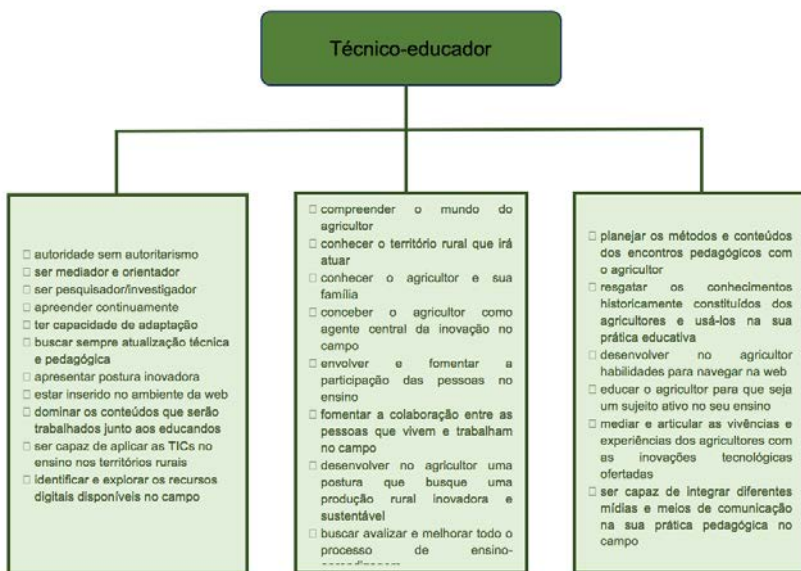 Técnico-educador
□ autoridade sem autoritarismo
□ ser mediador e orientador
□ ser pesquisador/investigador
□ apreender continuamente
□ ter capacidade de adaptação
□ buscar sempre atualização técnica
e pedagógica
□ apresentar postura inovadora
□ estar inserido no ambiente da web
□ dominar os conteúdos que serão
trabalhados junto aos educandos
□ ser capaz de aplicar as TICs no
ensino nos territórios rurais
□ identificar e explorar os recursos
digitais disponíveis no campo
□ compreender o mundo do
agricultor
□ conhecer o território rural que irá
atuar
□ conhecer o agricultor e sua
família
□ conceber o agricultor como
agente central da inovação no
campo
□ envolver e fomentar a
participação das pessoas no
ensino
□ fomentar a colaboração entre as
pessoas que vivem e trabalham
no campo
□ desenvolver no agricultor uma
postura que busque uma
produção rural inovadora e
sustentável
□ buscar avalizar e melhorar todo o
processo de ensino-
□ planejar os métodos e conteúdos
dos encontros pedagógicos com
o agricultor
□ resgatar os conhecimentos
historicamente constituídos dos
agricultores e usá-los na sua
prática educativa
□ desenvolver no agricultor
habilidades para navegar na web
□ educar o agricultor para que seja
um sujeito ativo no seu ensino
□ mediar e articular as vivências e
experiências dos agricultores com
as inovações tecnológicas
ofertadas
□ ser capaz de integrar diferentes
mídias e meios de comunicação
na sua prática pedagógica no
campo